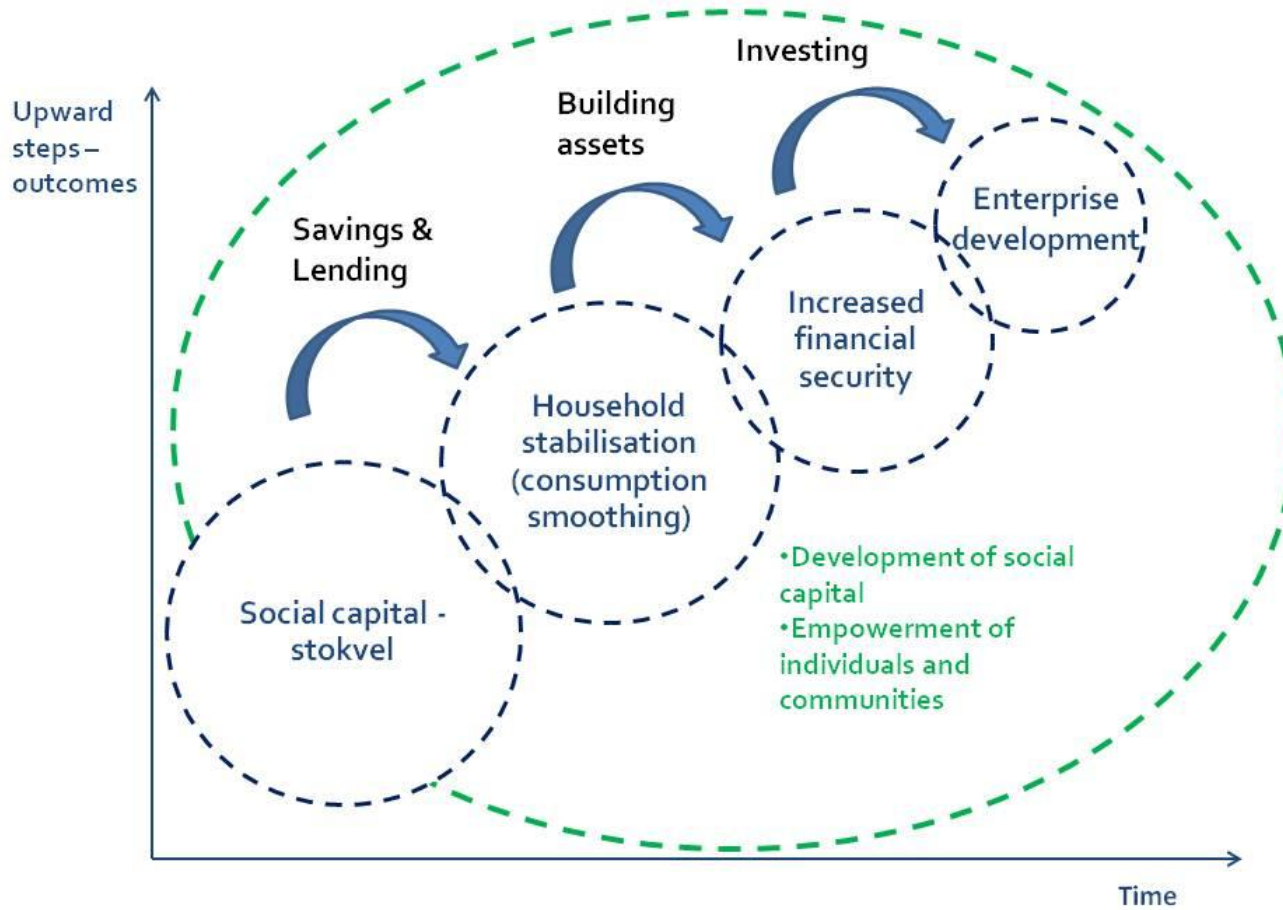 Investing
Upward
steps–
outcomes
Building
assets
Savings &
Lending
Enterprise
development
Increased
financial
security
Household
stabilisation
(consumption
smoothing)
Social capital -
stokvel
•Development of social
capital
•Empowerment of
individuals and
communities
Time